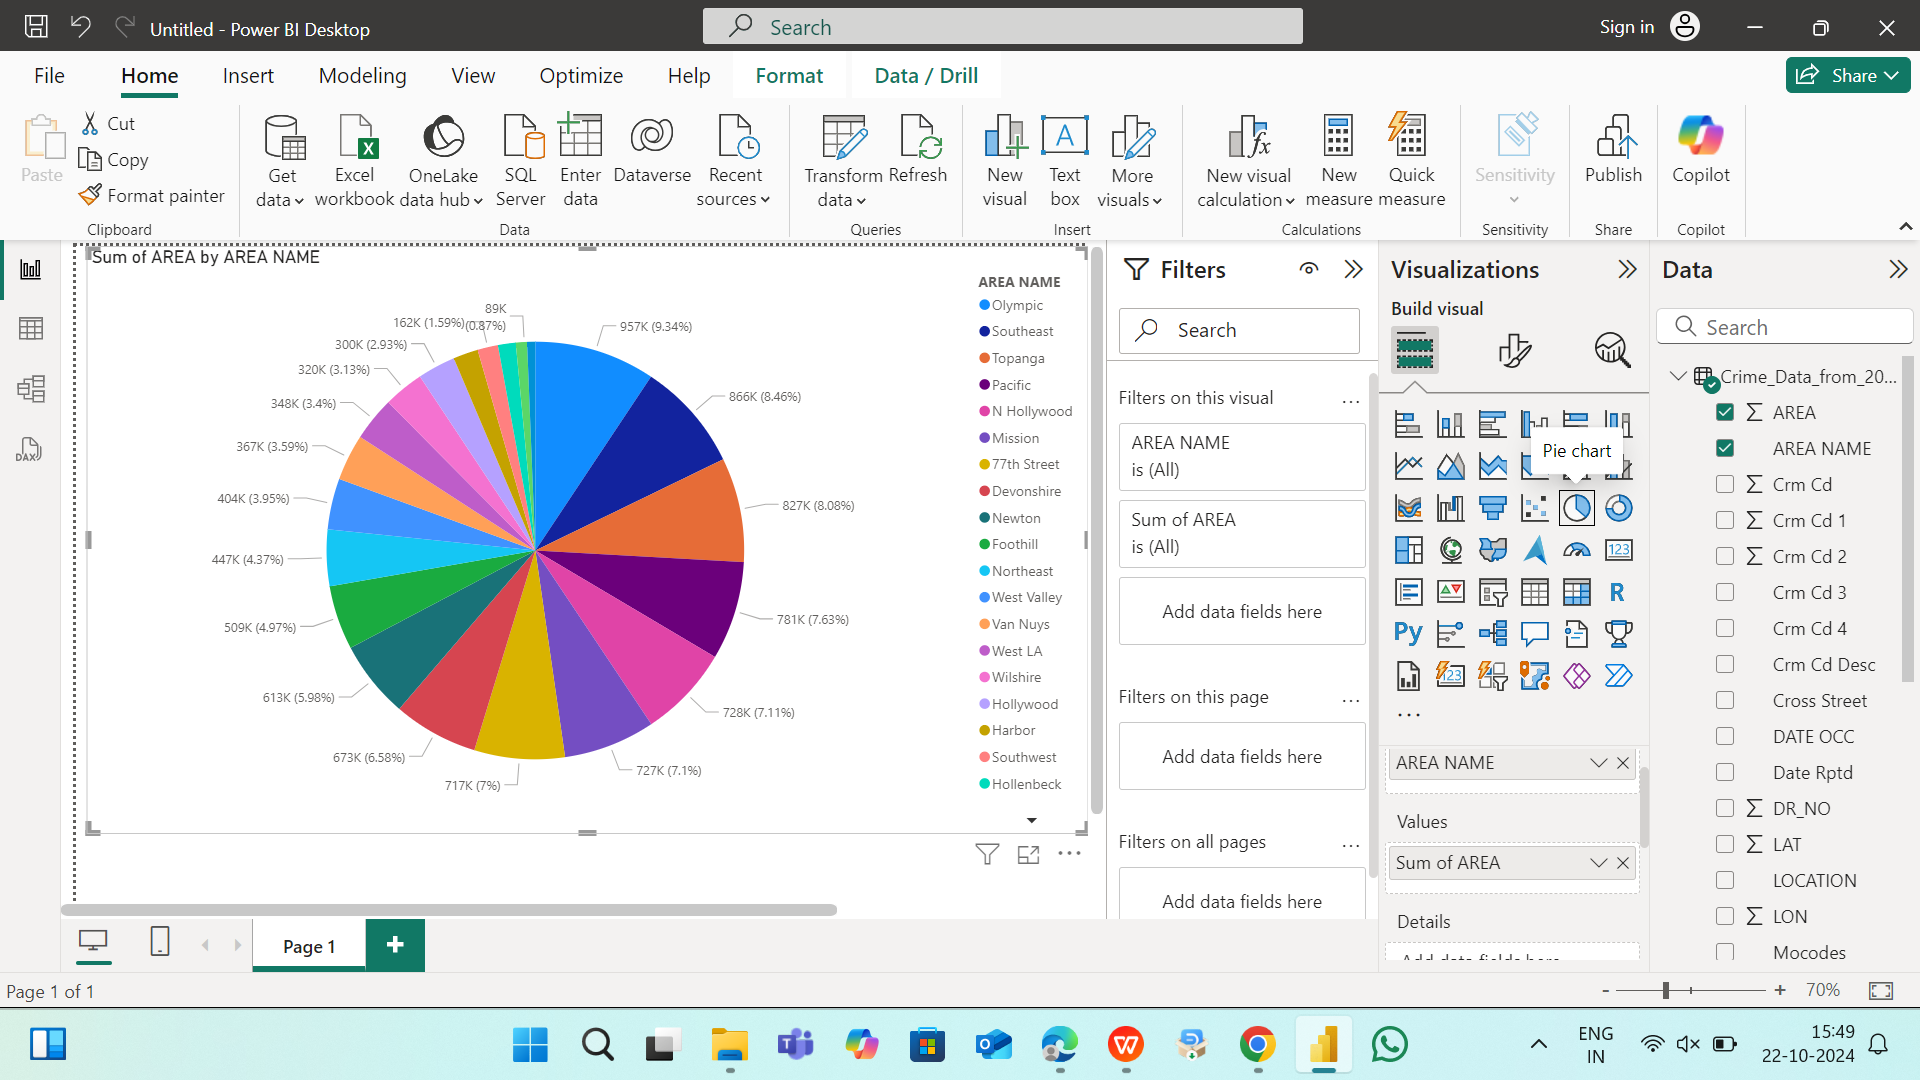 Untitled - Power BI Desktop
Search
Sign in
File
Home
Insert
Modeling
View
Optimize
Help
Format
Data / Drill
Share
Paste
Cut
Copy
Format painter
Clipboard
Get
data
Excel
workbook
OneLake
data hub
SQL
Server
Enter
data
Dataverse
Recent
sources
Data
Transform
data
Refresh
Queries
New
visual
Text
box
More
visuals
Insert
New visual
calculation
New
measure
Quick
measure
Calculations
Sensitivity
Sensitivity
Publish
Share
Copilot
Copilot
Sum of AREA by AREA NAME
89K
(0.87%)
162K (1.59%)
300K (2.93%)
320K (3.13%)
348K (3.4%)
367K (3.59%)
404K (3.95%)
447K (4.37%)
509K (4.97%)
613K (5.98%)
673K (6.58%)
717K (7%)
727K (7.1%)
728K (7.11%)
781K (7.63%)
827K (8.08%)
866K (8.46%)
957K (9.34%)
AREA NAME
Olympic
Southeast
Topanga
Pacific
N Hollywood
Mission
77th Street
Devonshire
Newton
Foothill
Northeast
West Valley
Van Nuys
West LA
Wilshire
Hollywood
Harbor
Southwest
Hollenbeck
Filters
Search
Filters on this visual
...
AREA NAME
is (All)
Sum of AREA
is (All)
Add data fields here
Filters on this page
...
Add data fields here
Filters on all pages
...
Add data fields here
Visualizations
Build visual
Pie chart
123
R
Py
123
...
AREA NAME
Values
Sum of AREA
Details
Data
Search
Crime_Data_from_20...
AREA
AREA NAME
Crm Cd
Crm Cd 1
Crm Cd 2
Crm Cd 3
Crm Cd 4
Crm Cd Desc
Cross Street
DATE OCC
Date Rptd
DR_NO
LAT
LOCATION
LON
Mocodes
DAX
Page 1
+
Page 1 of 1
- + 70%
ENG
IN
15:49
22-10-2024